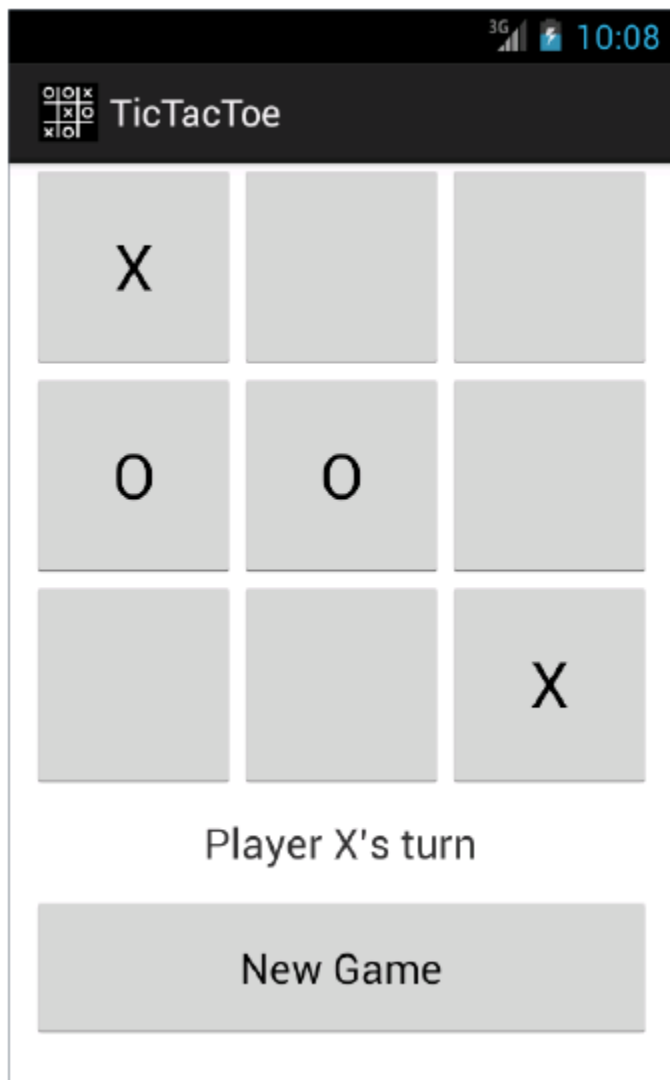 3G 10:08
TicTacToe
X
O O
X
Player X's turn
New Game